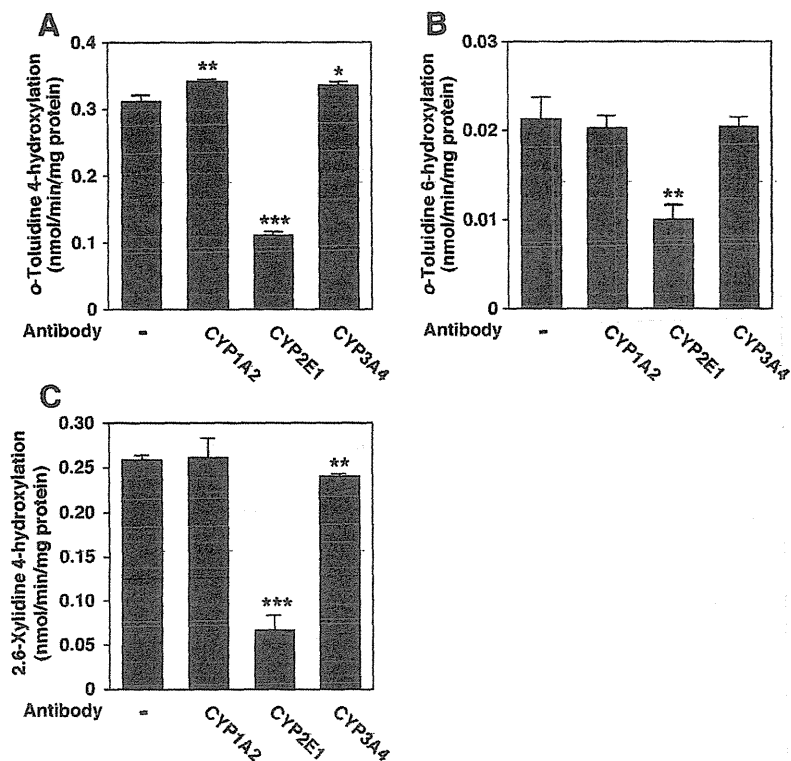 A
o-Toluidine 4-hydroxylation
(nmol/min/mg protein)
0.4
0.3
0.2
0.1
0
**
***
*
Antibody
-
CYP1A2
CYP2E1
CYP3A4
B
o-Toluidine 6-hydroxylation
(nmol/min/mg protein)
0.03
0.02
0.01
0
**
Antibody
-
CYP1A2
CYP2E1
CYP3A4
C
2.6-Xylidine 4-hydroxylation
(nmol/min/mg protein)
0.30
0.25
0.20
0.15
0.10
0.05
0
***
**
Antibody
-
CYP1A2
CYP2E1
CYP3A4